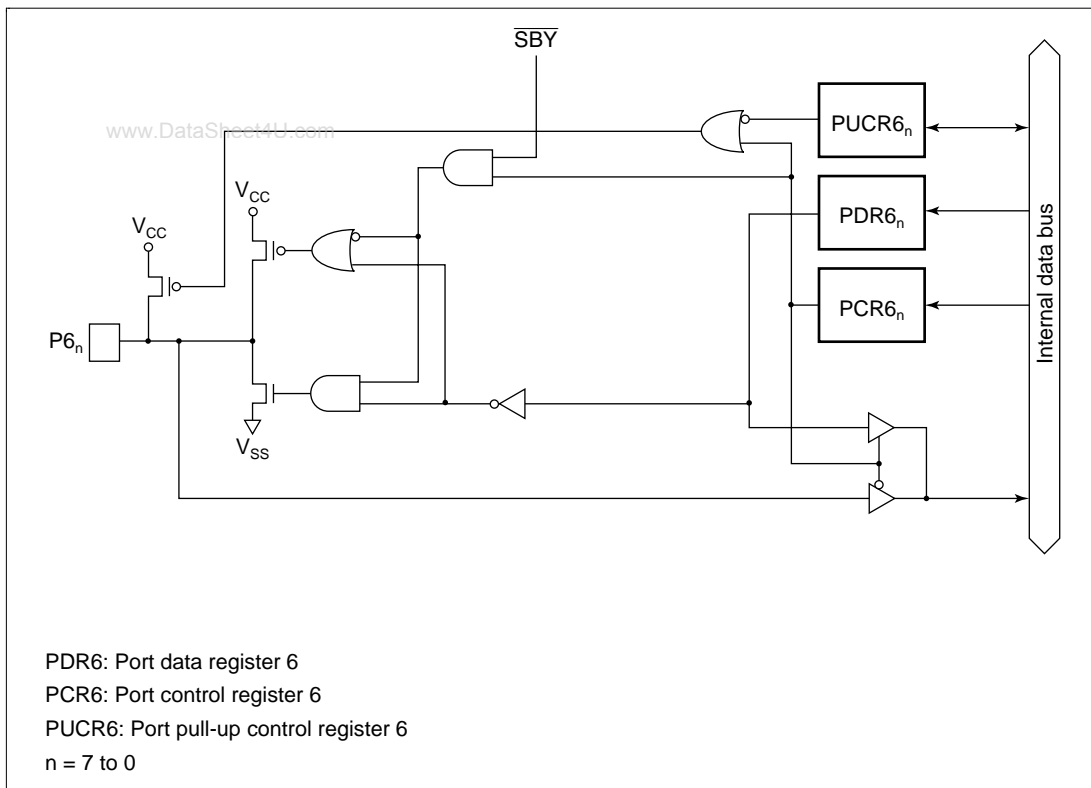 SBY
www.DataSheet4U.com
PUCR6n
VCC
PDR6n
VCC
PCR6n
P6n
Internal data bus
VSS
PDR6: Port data register 6
PCR6: Port control register 6
PUCR6: Port pull-up control register 6
n = 7 to 0